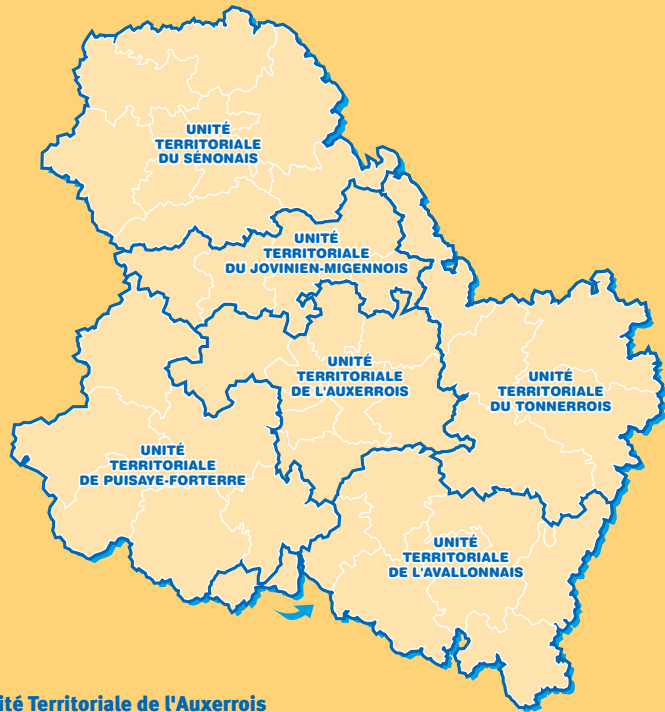 UNITÉ
TERRITORIALE
DU SÉNONAIS
UNITÉ
TERRITORIALE
DU JOVINIEN-MIGENNOIS
UNITÉ
TERRITORIALE
DE L'AUXERROIS
UNITÉ
TERRITORIALE
DU TONNERROIS
UNITÉ
TERRITORIALE
DE PUISAYE-FORTERRE
UNITÉ
TERRITORIALE
DE L'AVALLONNAIS
ité Territoriale de l'Auxerrois